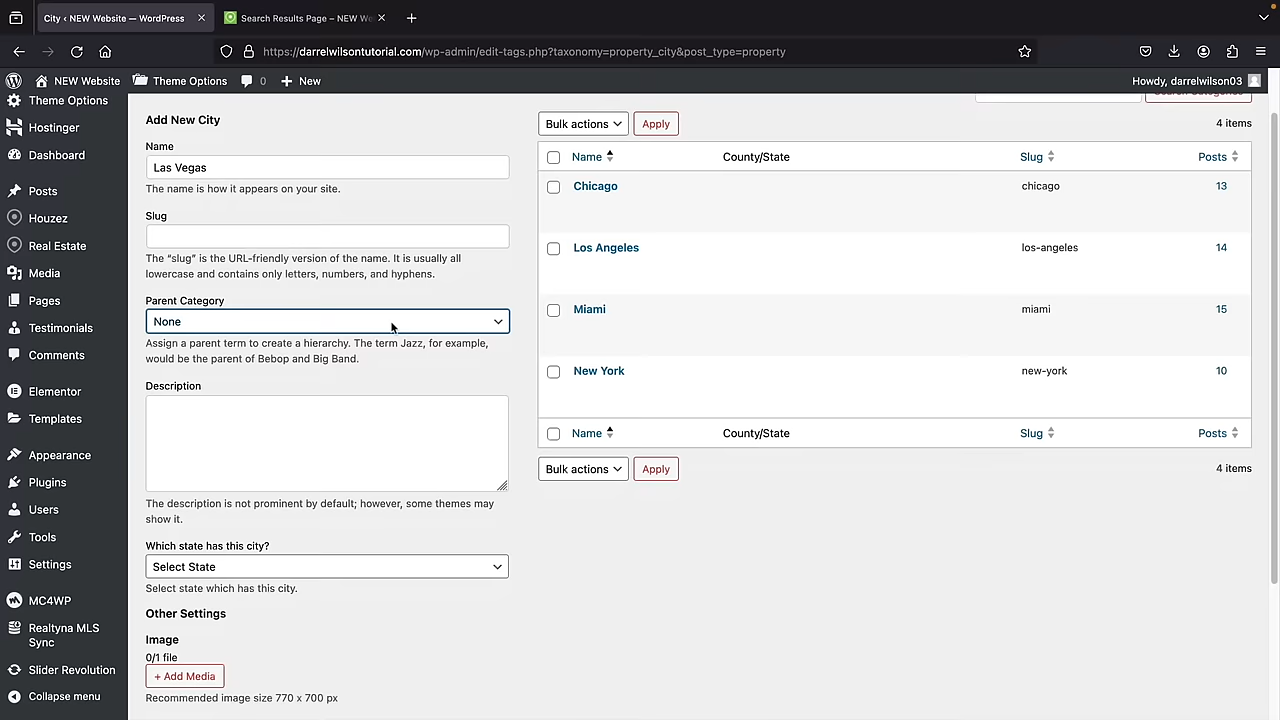 City ‹ NEW Website — WordPress
Search Results Page – NEW We
https://darrelwilsontutorial.com/wp-admin/edit-tags.php?taxonomy=property_city&post_type=property
NEW Website
Theme Options
0
New
Howdy, darrelwilson03
Theme Options
Hostinger
Dashboard
Posts
Houzez
Real Estate
Media
Pages
Testimonials
Comments
Elementor
Templates
Appearance
Plugins
Users
Tools
Settings
MC4WP
Realtyna MLS
Sync
Slider Revolution
Collapse menu
Add New City
Name
Las Vegas
The name is how it appears on your site.
Slug
The “slug” is the URL-friendly version of the name. It is usually all
lowercase and contains only letters, numbers, and hyphens.
Parent Category
None
Assign a parent term to create a hierarchy. The term Jazz, for example,
would be the parent of Bebop and Big Band.
Description
The description is not prominent by default; however, some themes may
show it.
Which state has this city?
Select State
Select state which has this city.
Other Settings
Image
0/1 file
+ Add Media
Recommended image size 770 x 700 px
Bulk actions
Apply
4 items
Name County/State Slug Posts
Chicago chicago 13
Los Angeles los-angeles 14
Miami miami 15
New York new-york 10
Name County/State Slug Posts
Bulk actions
Apply
4 items